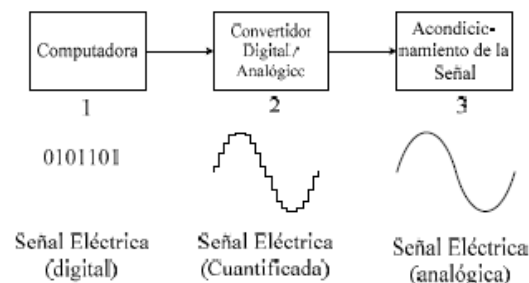 Computadora
Convertidor
Digital /
Analógico
Acondicio-
namiento de la
Señal
1
2
3
0101101
Señal Eléctrica
(digital)
Señal Eléctrica
(Cuantificada)
Señal Eléctrica
(analógica)